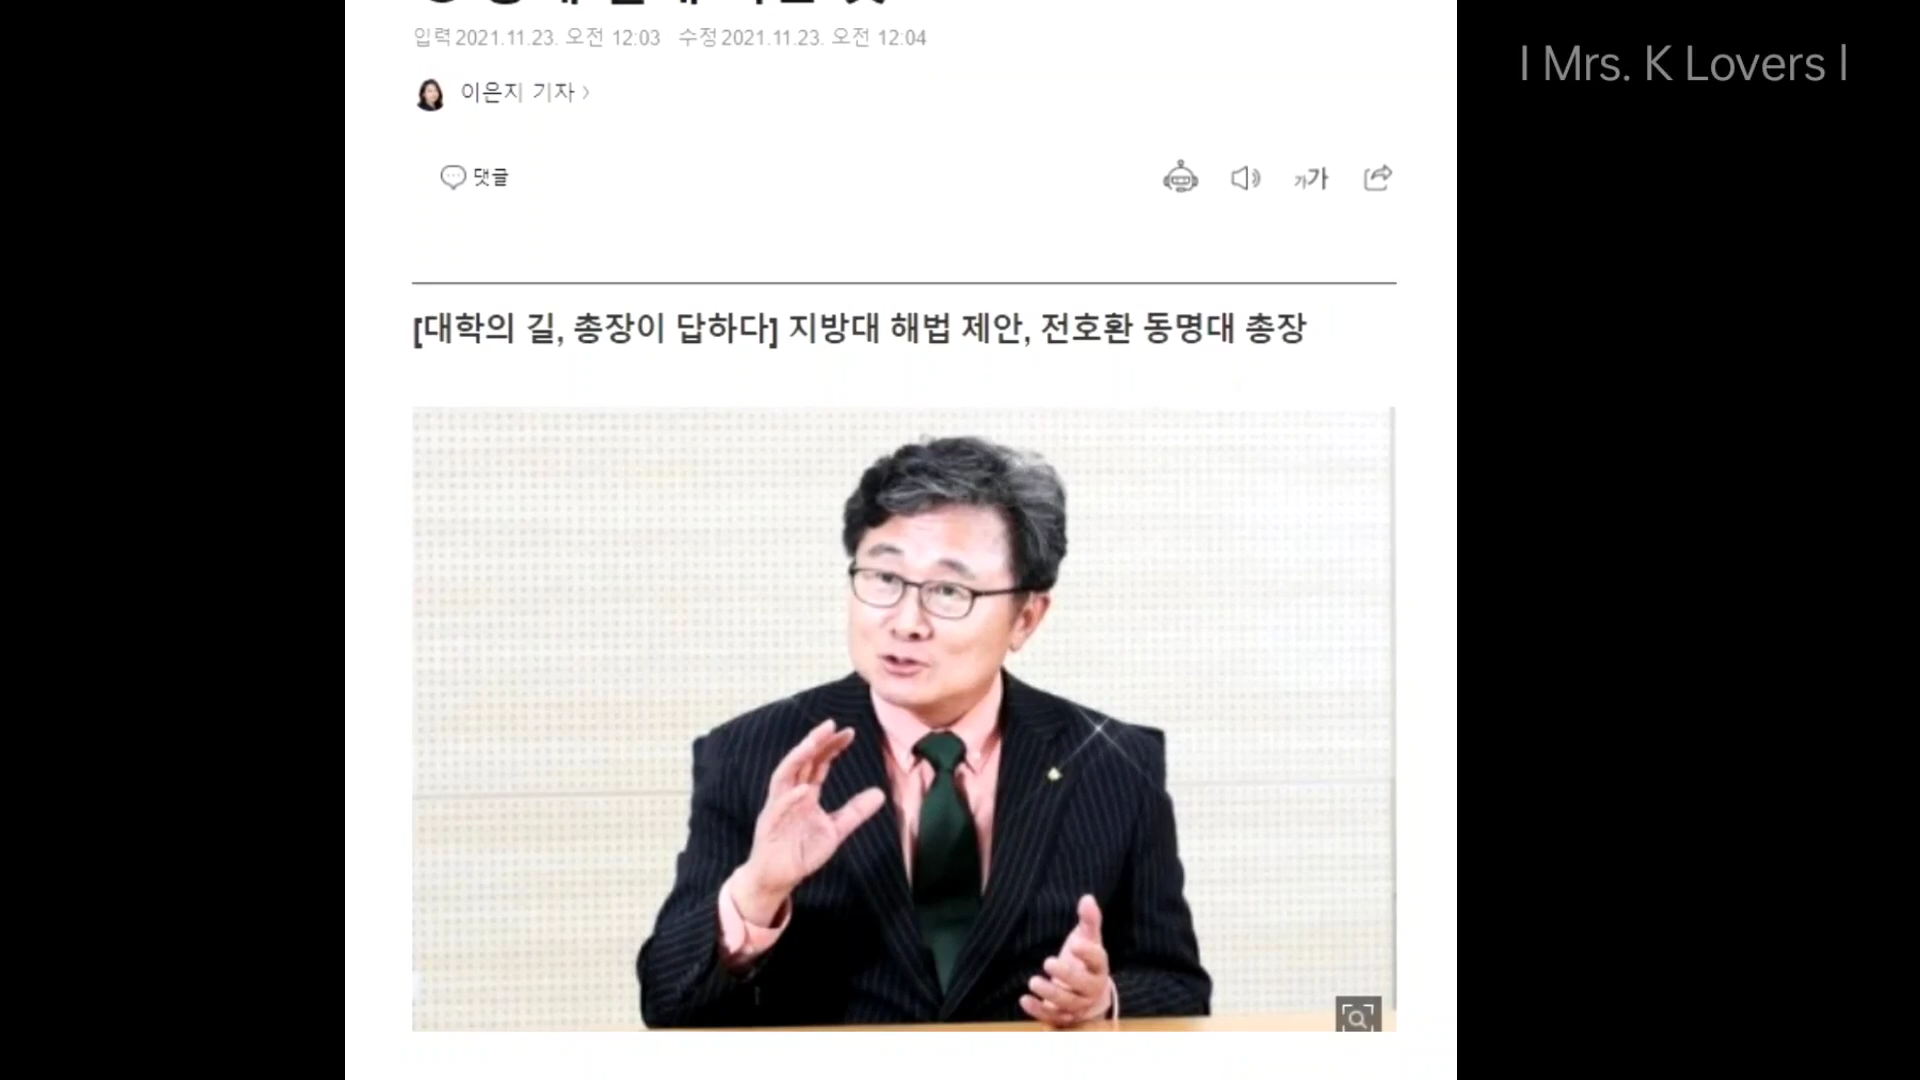 입력 2021.11.23. 오전 12:03 수정 2021.11.23. 오전 12:04
| Mrs. K Lovers |
이은지 기자 >
댓글
가가
[대학의 길, 총장이 답하다] 지방대 해법 제안, 전호환 동명대 총장